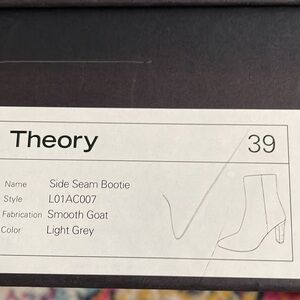 Theory 39
Name Side Seam Bootie
Style L01AC007
Fabrication Smooth Goat
Color Light Grey